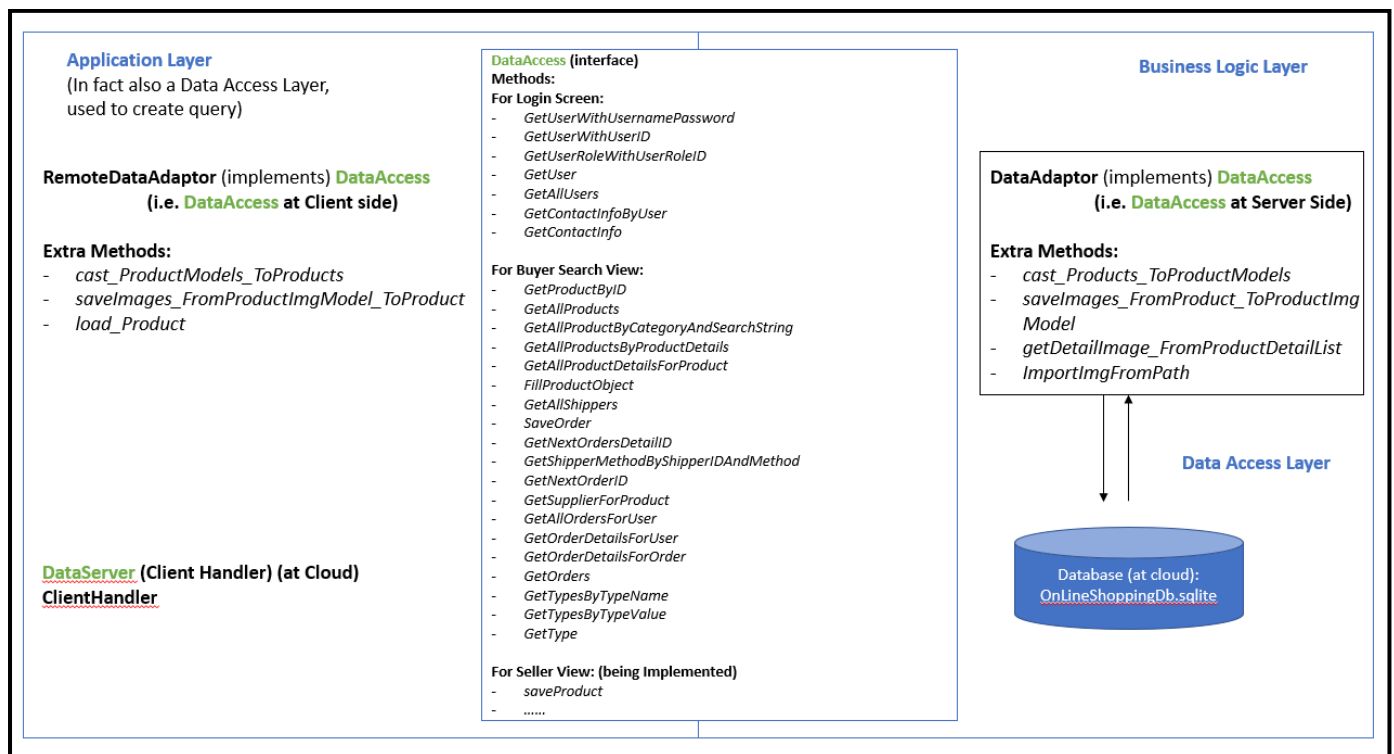 Application Layer
(In fact also a Data Access Layer,
used to create query)
RemoteDataAdaptor (implements) DataAccess
(i.e. DataAccess at Client side)
Extra Methods:
- cast_ProductModels_ToProducts
- saveImages_FromProductImgModel_ToProduct
- load_Product
DataServer (Client Handler) (at Cloud)
ClientHandler
DataAccess (interface)
Methods:
For Login Screen:
- GetUserWithUsernamePassword
- GetUserWithUserID
- GetUserRoleWithUserRoleID
- GetUser
- GetAllUsers
- GetContactInfoByUser
- GetContactInfo
For Buyer Search View:
- GetProductByID
- GetAllProducts
- GetAllProductByCategoryAndSearchString
- GetAllProductsByProductDetails
- GetAllProductDetailsForProduct
- FillProductObject
- GetAllShippers
- SaveOrder
- GetNextOrdersDetailID
- GetShipperMethodByShipperIDAndMethod
- GetNextOrderID
- GetSupplierForProduct
- GetAllOrdersForUser
- GetOrderDetailsForUser
- GetOrderDetailsForOrder
- GetOrders
- GetTypesByTypeName
- GetTypesByTypeValue
- GetType
For Seller View: (being Implemented)
- saveProduct
- ......
Business Logic Layer
DataAdaptor (implements) DataAccess
(i.e. DataAccess at Server Side)
Extra Methods:
- cast_Products_ToProductModels
- saveImages_FromProduct_ToProductImg
Model
- getDetailImage_FromProductDetailList
- ImportImgFromPath
Data Access Layer
Database (at cloud):
OnLineShoppingDb.sqlite